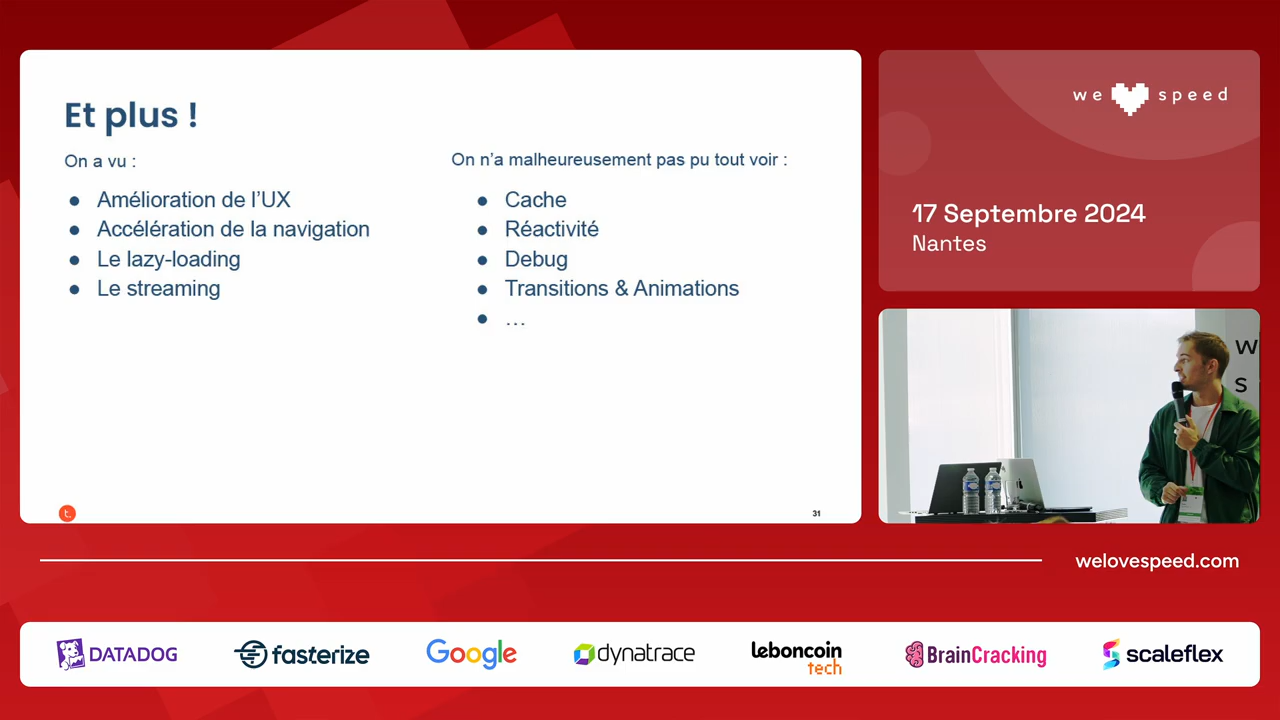 Et plus !
On a vu :
● Amélioration de l'UX
● Accélération de la navigation
● Le lazy-loading
● Le streaming
On n'a malheureusement pas pu tout voir :
● Cache
● Réactivité
● Debug
● Transitions & Animations
● …
t.
31
we speed
17 Septembre 2024
Nantes
w
s
welovespeed.com
DATADOG
fasterize
Google
dynatrace
leboncoin
tech
BrainCracking
scaleflex